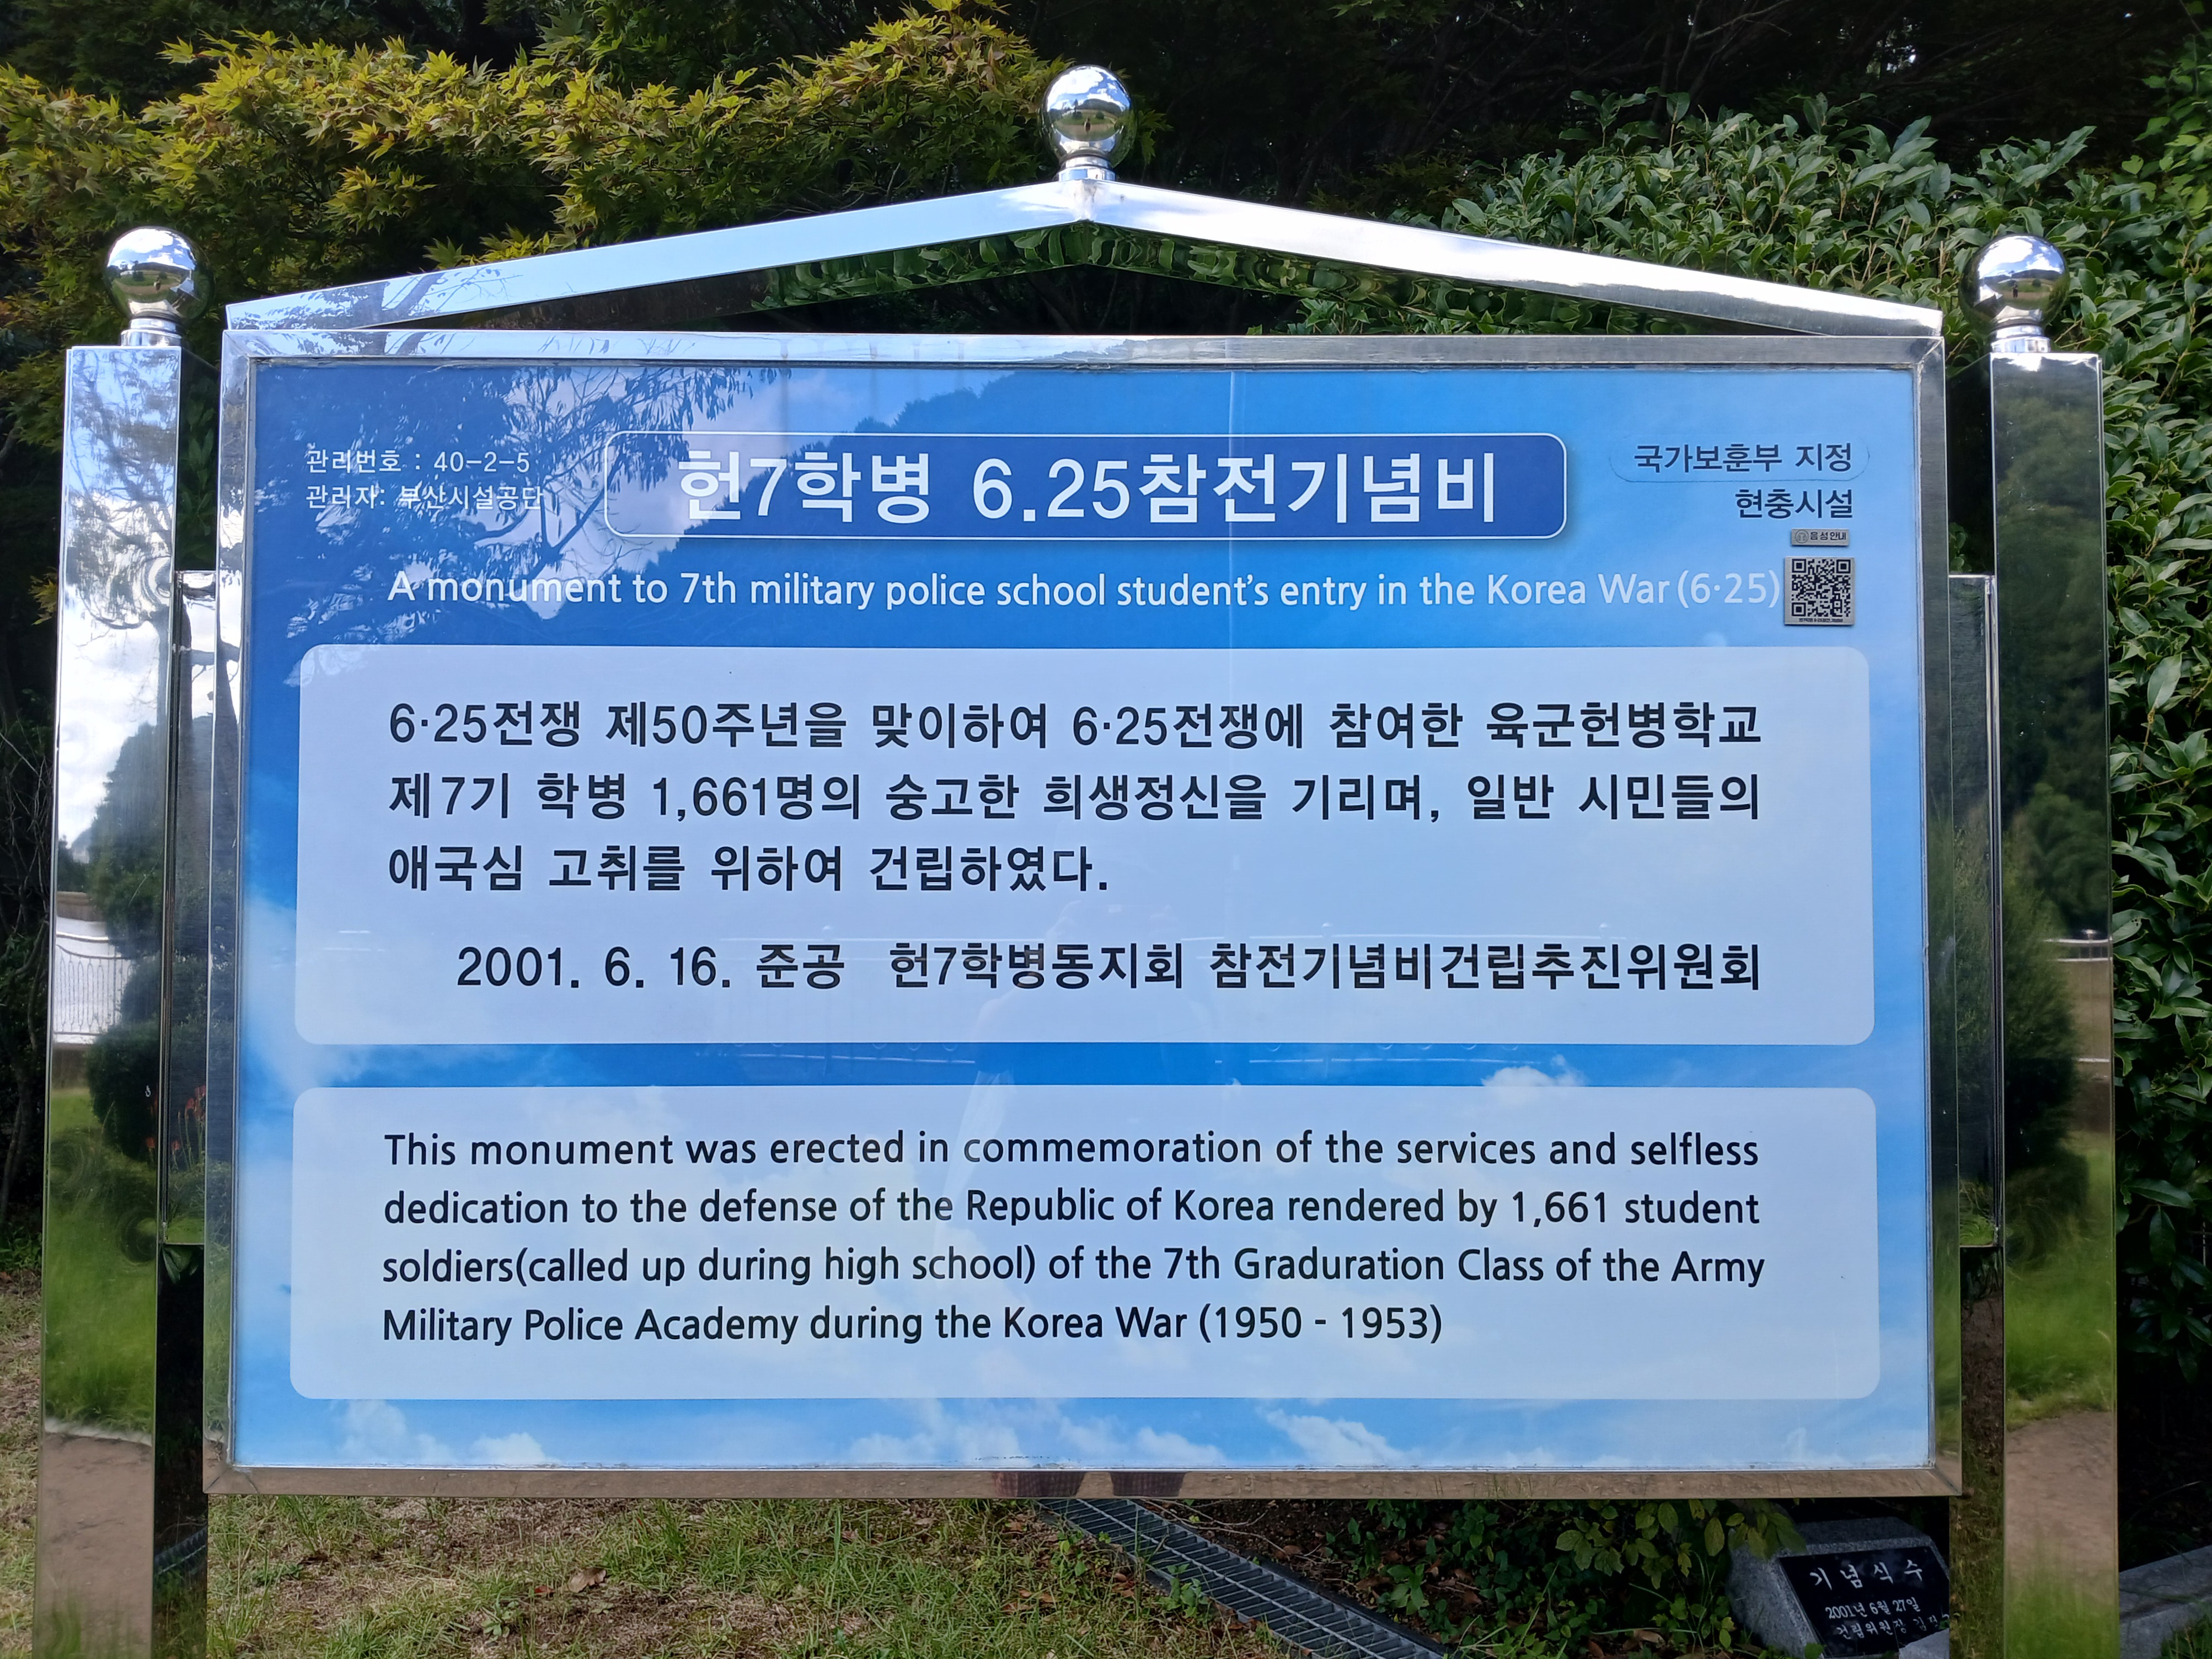 관리번호 : 40-2-5
관리자: 부산시설공단
헌7학병 6.25참전기념비
국가보훈부 지정
현충시설
음성안내
A monument to 7th military police school student's entry in the Korea War (6·25)
6·25전쟁 제50주년을 맞이하여 6·25전쟁에 참여한 육군헌병학교
제7기 학병 1,661명의 숭고한 희생정신을 기리며, 일반 시민들의
애국심 고취를 위하여 건립하였다.
2001. 6. 16. 준공 헌7학병동지회 참전기념비건립추진위원회
This monument was erected in commemoration of the services and selfless
dedication to the defense of the Republic of Korea rendered by 1,661 student
soldiers(called up during high school) of the 7th Graduration Class of the Army
Military Police Academy during the Korea War (1950 - 1953)
기념식수
2001년 6월 27일
건립위원장